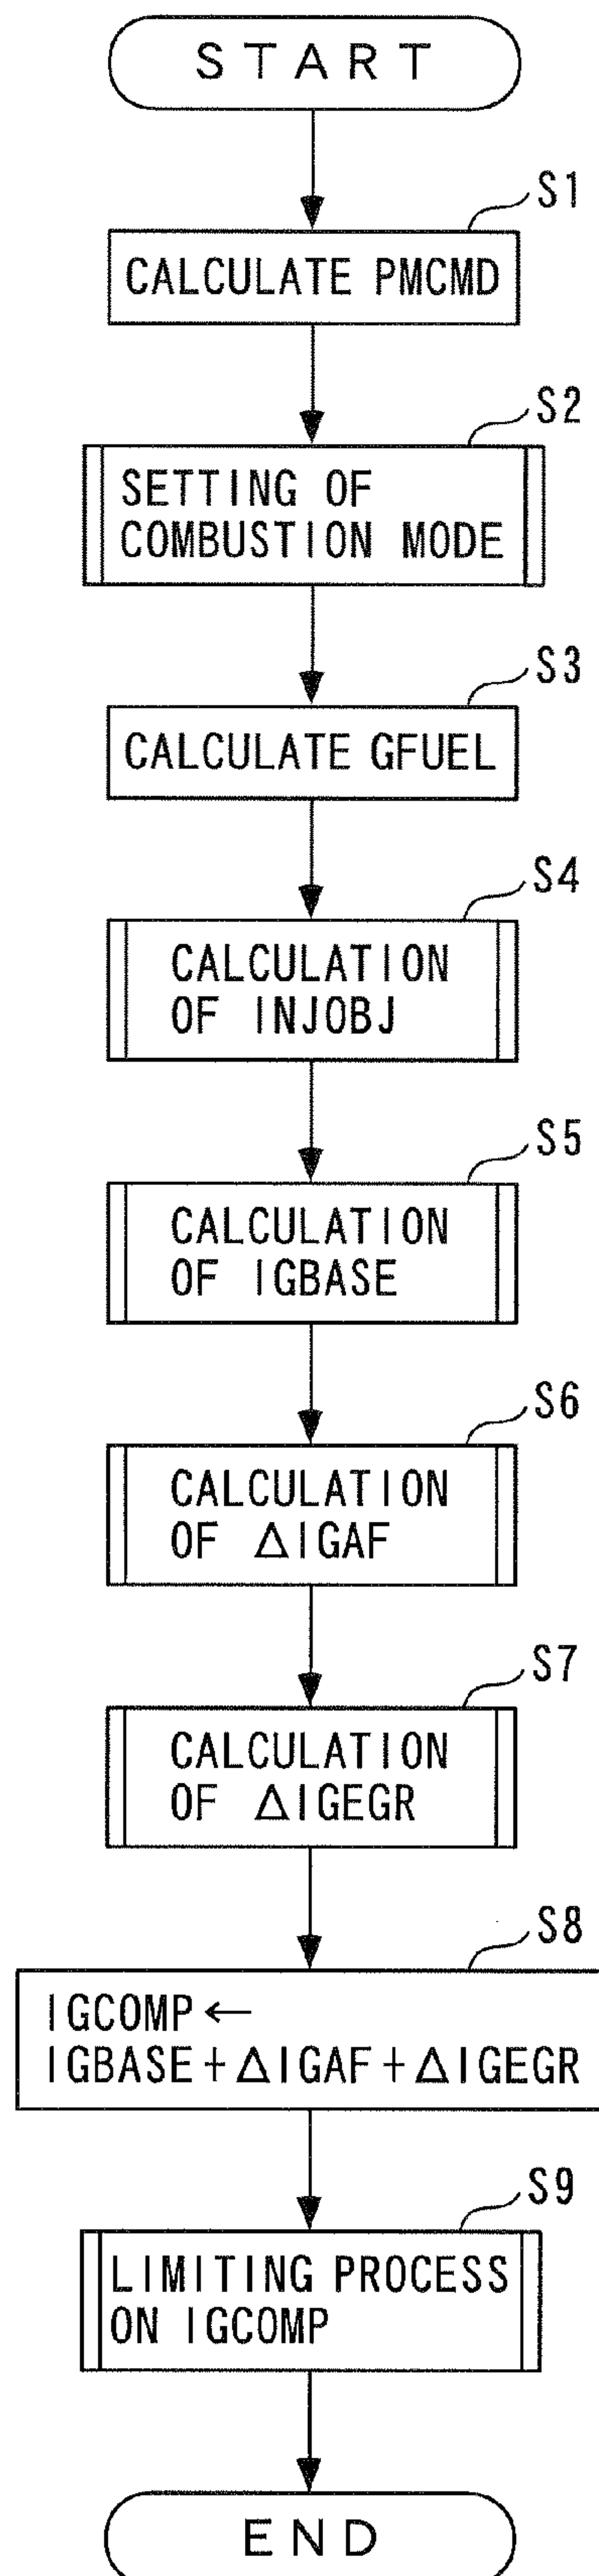 START
S1
CALCULATE PMCMD
S2
SETTING OF
COMBUSTION MODE
S3
CALCULATE GFUEL
S4
CALCULATION
OF INJOBJ
S5
CALCULATION
OF IGBASE
S6
CALCULATION
OF ΔIGAF
S7
CALCULATION
OF ΔIGEGR
S8
IGCOMP←
IGBASE+ΔIGAF+ΔIGEGR
S9
LIMITING PROCESS
ON IGCOMP
END